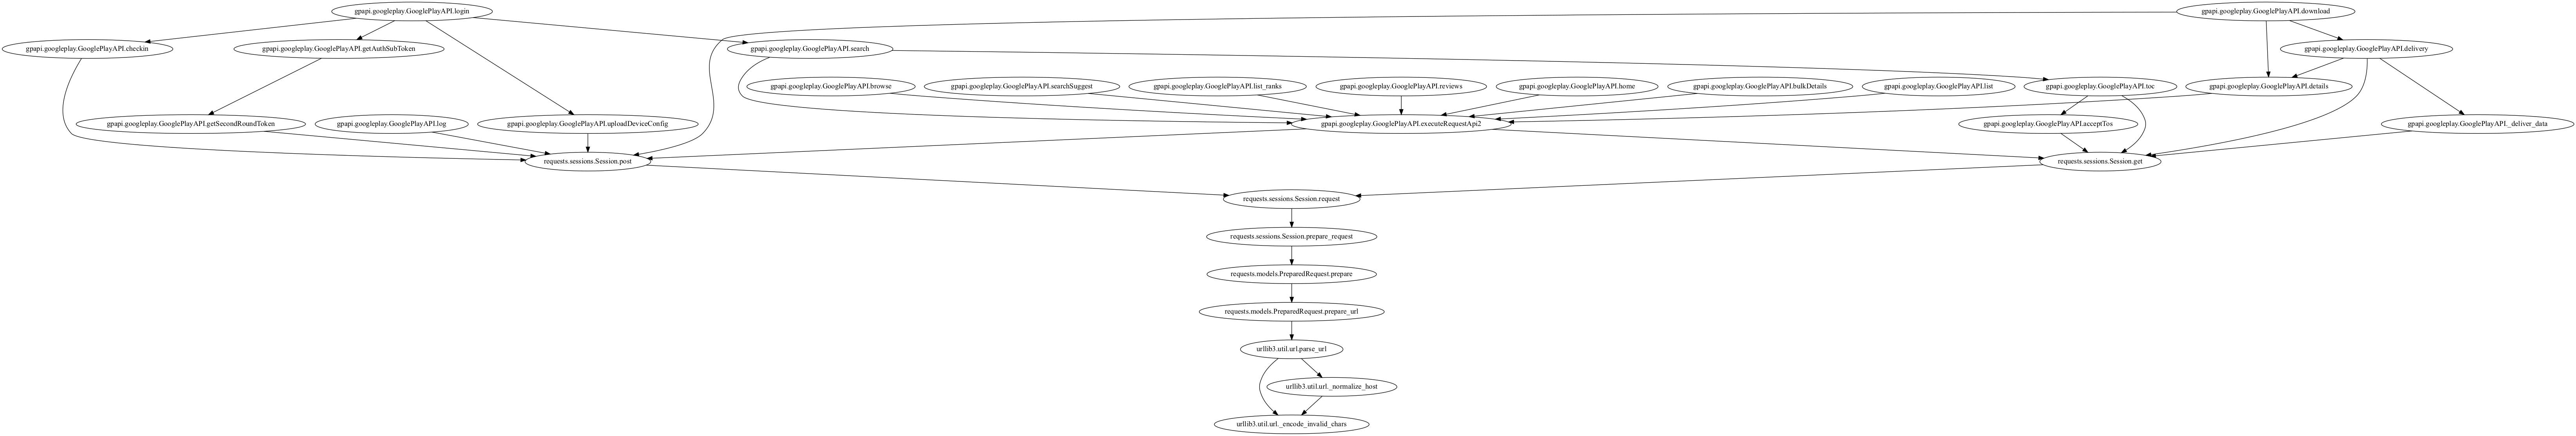 gpapi.googleplay.GooglePlayAPI.login
gpapi.googleplay.GooglePlayAPI.download
gpapi.googleplay.GooglePlayAPI.checkin
gpapi.googleplay.GooglePlayAPI.getAuthSubToken
gpapi.googleplay.GooglePlayAPI.search
gpapi.googleplay.GooglePlayAPI.delivery
gpapi.googleplay.GooglePlayAPI.browse
gpapi.googleplay.GooglePlayAPI.searchSuggest
gpapi.googleplay.GooglePlayAPI.list_ranks
gpapi.googleplay.GooglePlayAPI.reviews
gpapi.googleplay.GooglePlayAPI.home
gpapi.googleplay.GooglePlayAPI.bulkDetails
gpapi.googleplay.GooglePlayAPI.list
gpapi.googleplay.GooglePlayAPI.toc
gpapi.googleplay.GooglePlayAPI.details
gpapi.googleplay.GooglePlayAPI.getSecondRoundToken
gpapi.googleplay.GooglePlayAPI.log
gpapi.googleplay.GooglePlayAPI.uploadDeviceConfig
gpapi.googleplay.GooglePlayAPI.executeRequestApi2
gpapi.googleplay.GooglePlayAPI.acceptTos
gpapi.googleplay.GooglePlayAPI._deliver_data
requests.sessions.Session.post
requests.sessions.Session.get
requests.sessions.Session.request
requests.sessions.Session.prepare_request
requests.models.PreparedRequest.prepare
requests.models.PreparedRequest.prepare_url
urllib3.util.url.parse_url
urllib3.util.url._normalize_host
urllib3.util.url._encode_invalid_chars